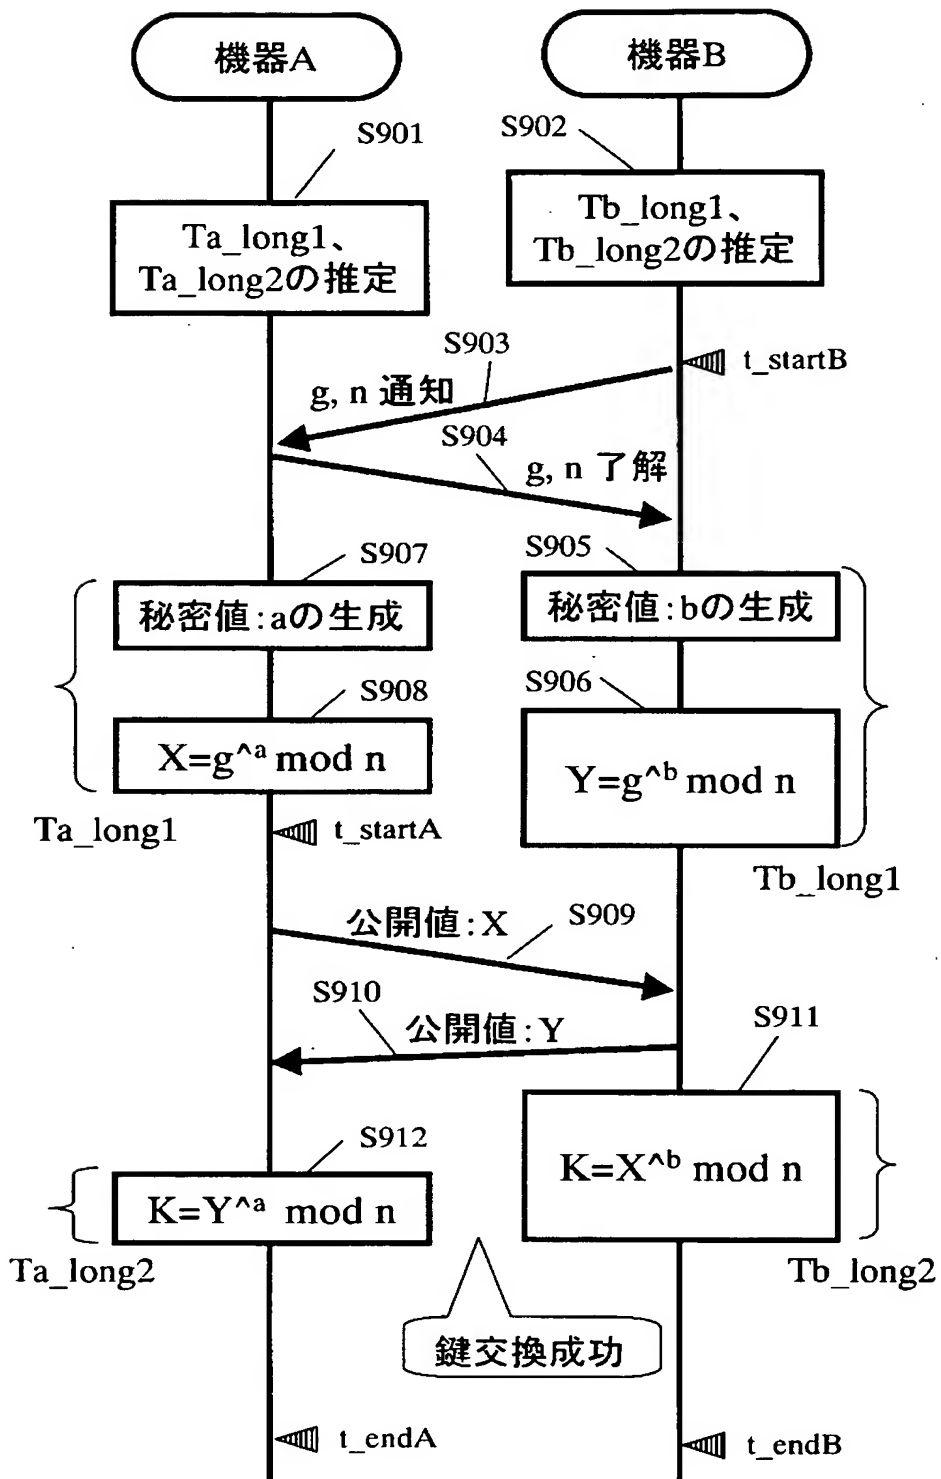 機器A
機器B
S901
S902
Ta_long1、
Ta_long2の推定
Tb_long1、
Tb_long2の推定
S903
t_startB
g, n 通知
S904
g, n 了解
S907
S905
秘密値:aの生成
秘密値:bの生成
S908
S906
X=g^a mod n
Y=g^b mod n
Ta_long1
t_startA
Tb_long1
公開値:X
S909
S910
公開値:Y
S911
S912
K=X^b mod n
K=Y^a mod n
Ta_long2
Tb_long2
鍵交換成功
t_endA
t_endB